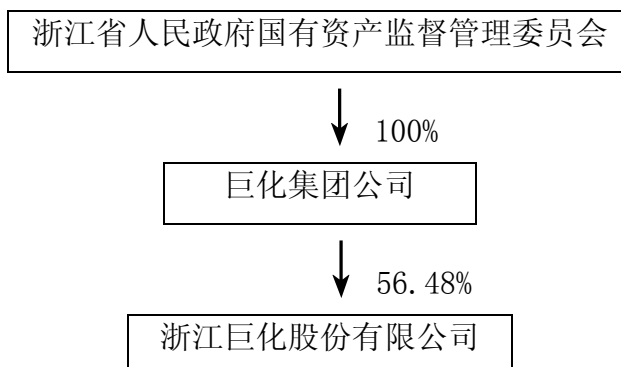 浙江省人民政府国有资产监督管理委员会
100%
巨化集团公司
56.48%
浙江巨化股份有限公司